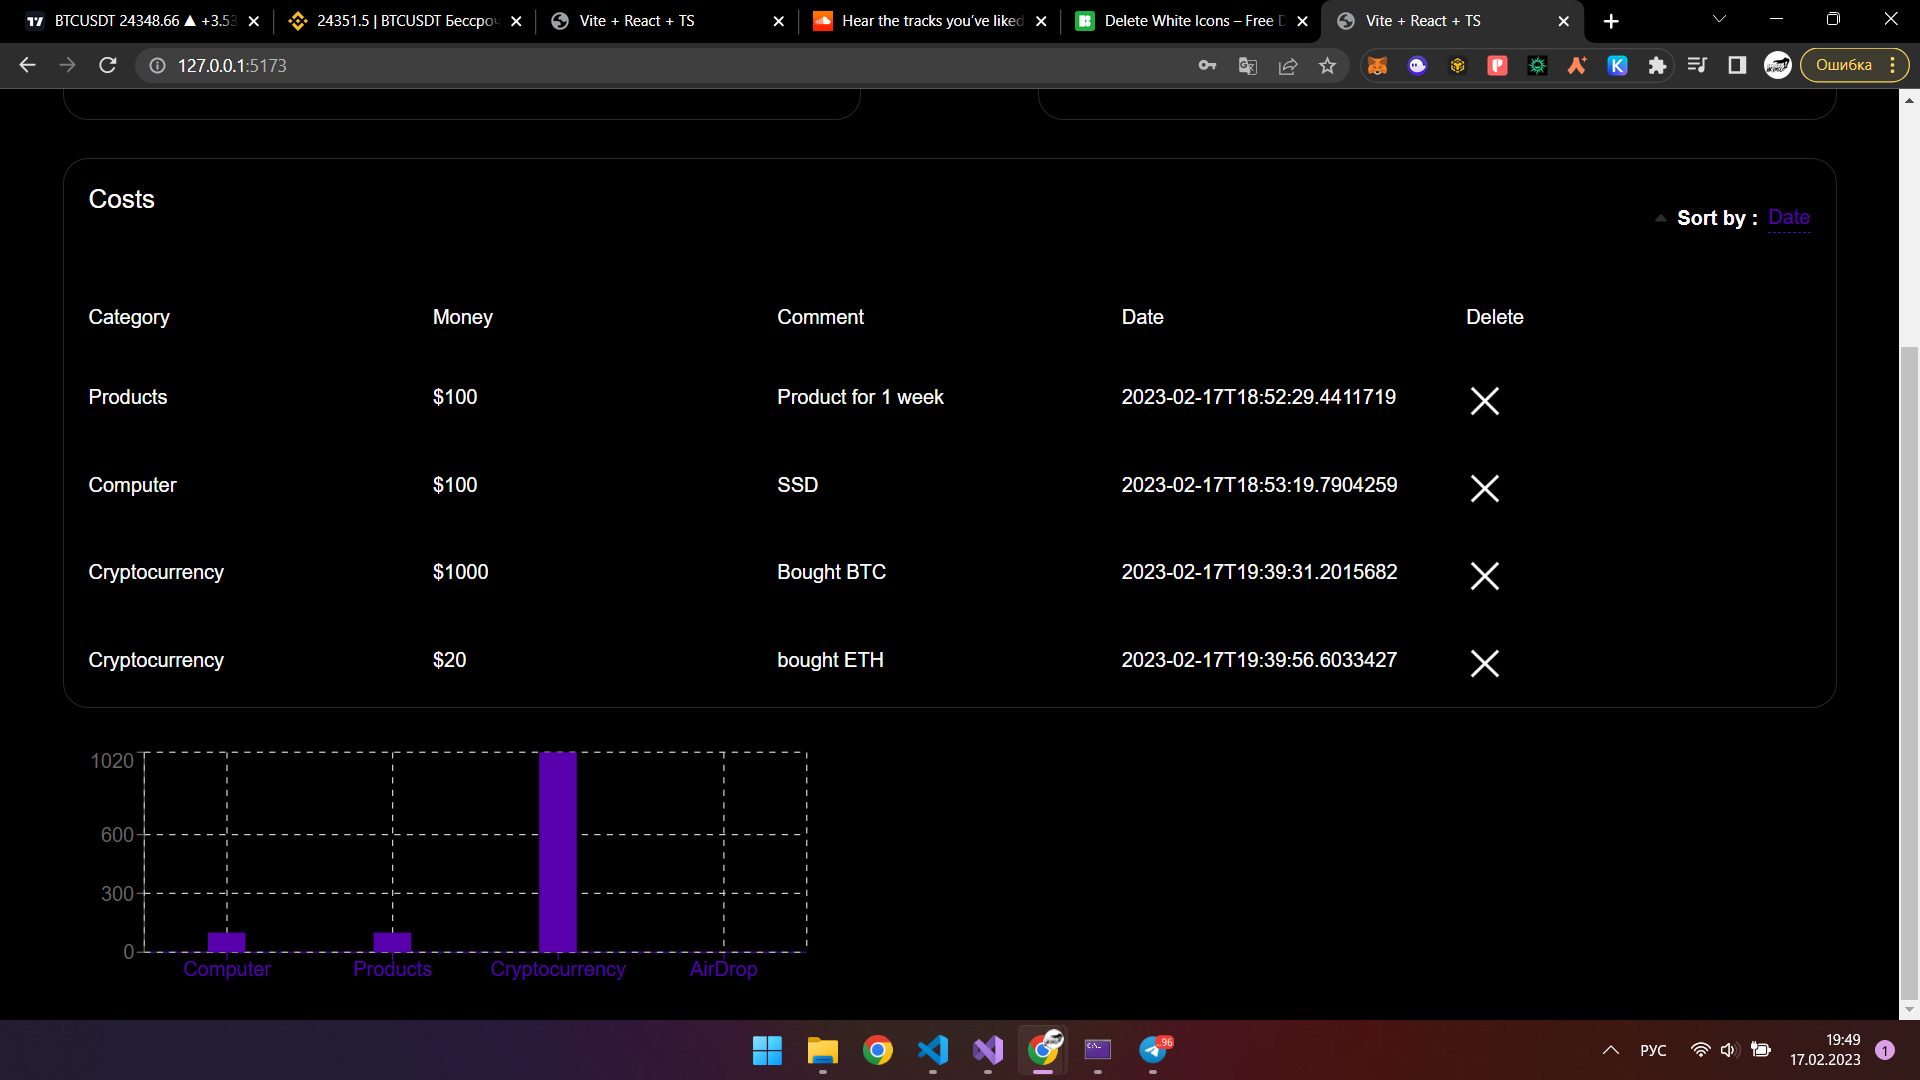 BTCUSDT 24348.66 ▲ +3.53
24351.5 | BTCUSDT Бессроч
Vite + React + TS
Hear the tracks you've liked
Delete White Icons – Free D
Vite + React + TS
127.0.0.1:5173
Ошибка
Costs
Sort by : Date
Category Money Comment Date Delete
Products $100 Product for 1 week 2023-02-17T18:52:29.4411719
Computer $100 SSD 2023-02-17T18:53:19.7904259
Cryptocurrency $1000 Bought BTC 2023-02-17T19:39:31.2015682
Cryptocurrency $20 bought ETH 2023-02-17T19:39:56.6033427
1020
600
300
0
Computer Products Cryptocurrency AirDrop
96
РУС
19:49
17.02.2023
1